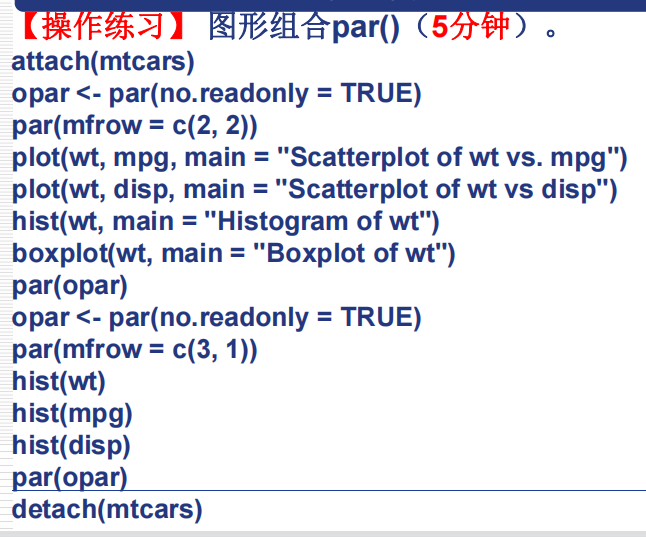 【操作练习】 图形组合par()（5分钟）。
attach(mtcars)
opar <- par(no.readonly = TRUE)
par(mfrow = c(2, 2))
plot(wt, mpg, main = "Scatterplot of wt vs. mpg")
plot(wt, disp, main = "Scatterplot of wt vs disp")
hist(wt, main = "Histogram of wt")
boxplot(wt, main = "Boxplot of wt")
par(opar)
opar <- par(no.readonly = TRUE)
par(mfrow = c(3, 1))
hist(wt)
hist(mpg)
hist(disp)
par(opar)
detach(mtcars)